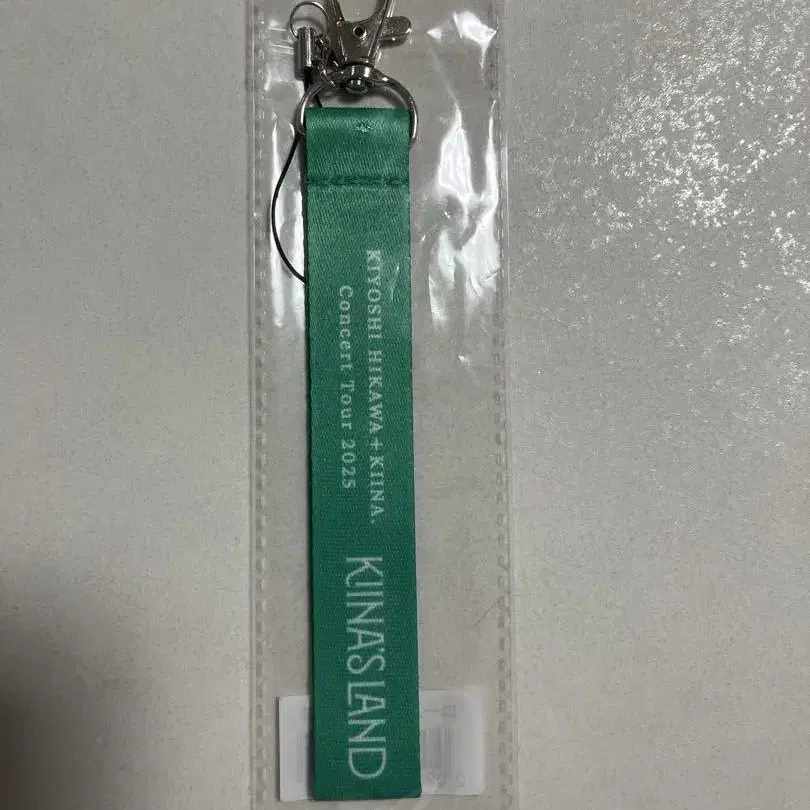 KIYOSHI HIKAWA+KIINA.
Concert Tour 2025
KIINA'S LAND